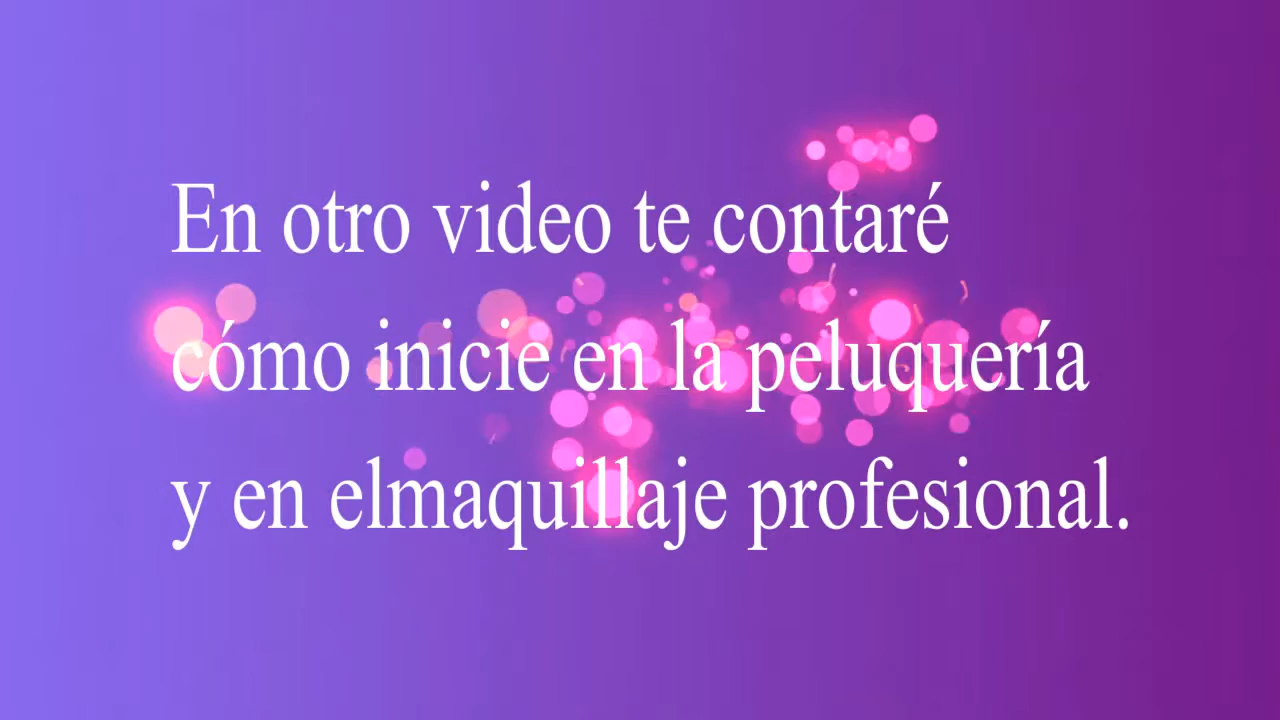 En otro video te contaré
cómo inicie en la peluquería
y en elmaquillaje profesional.